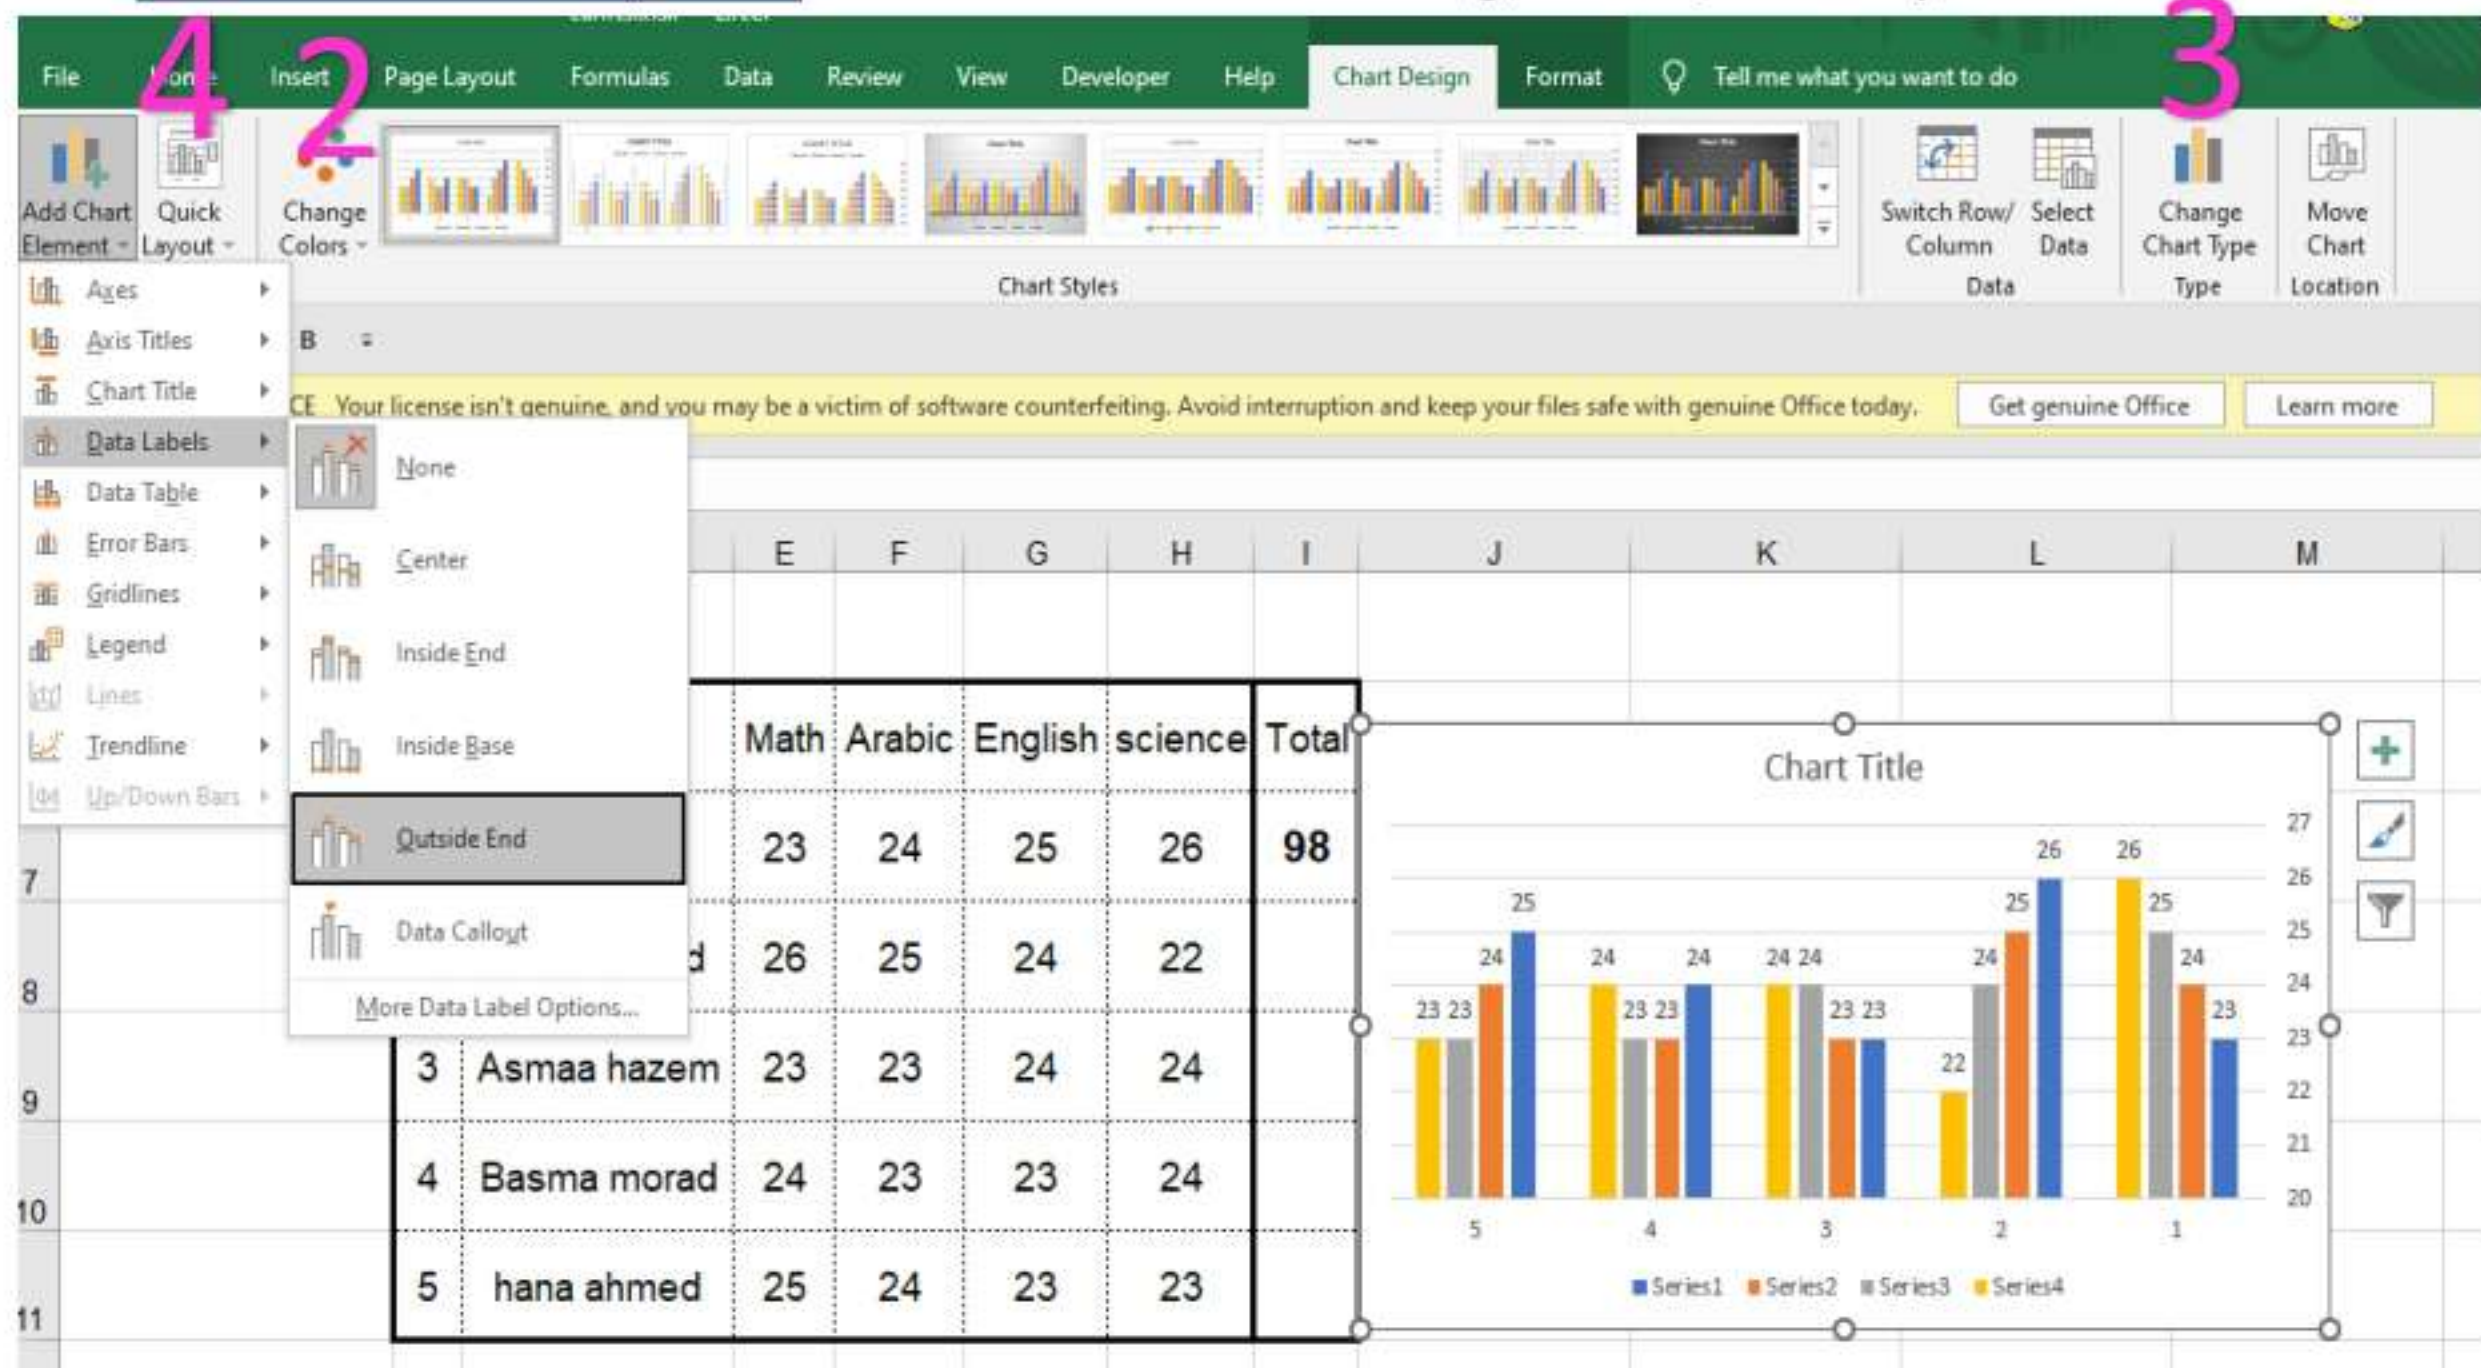 4 2 3
File Insert Page Layout Formulas Data Review View Developer Help Chart Design Format Tell me what you want to do
Add Chart Element Quick Layout Change Colors Switch Row/ Column Select Data Change Chart Type Move Chart
Chart Styles Data Type Location
Axes
Axis Titles B
Chart Title
CE Your license isn't genuine, and you may be a victim of software counterfeiting. Avoid interruption and keep your files safe with genuine Office today. Get genuine Office Learn more
Data Labels
Data Table
Error Bars
Gridlines
Legend
Lines
Trendline
Up/Down Bars
None
Center
Inside End
Inside Base
Outside End
Data Callout
More Data Label Options...
E F G H I J K L M
Math Arabic English science Total
7 23 24 25 26 98
8 d 26 25 24 22
9 3 Asmaa hazem 23 23 24 24
10 4 Basma morad 24 23 23 24
11 5 hana ahmed 25 24 23 23
Chart Title
27
26
25
24
23
22
21
20
23 23 24 25
24 23 23 24
24 24 23 23
22 24 25 26
26 25 24 23
5 4 3 2 1
Series1 Series2 Series3 Series4